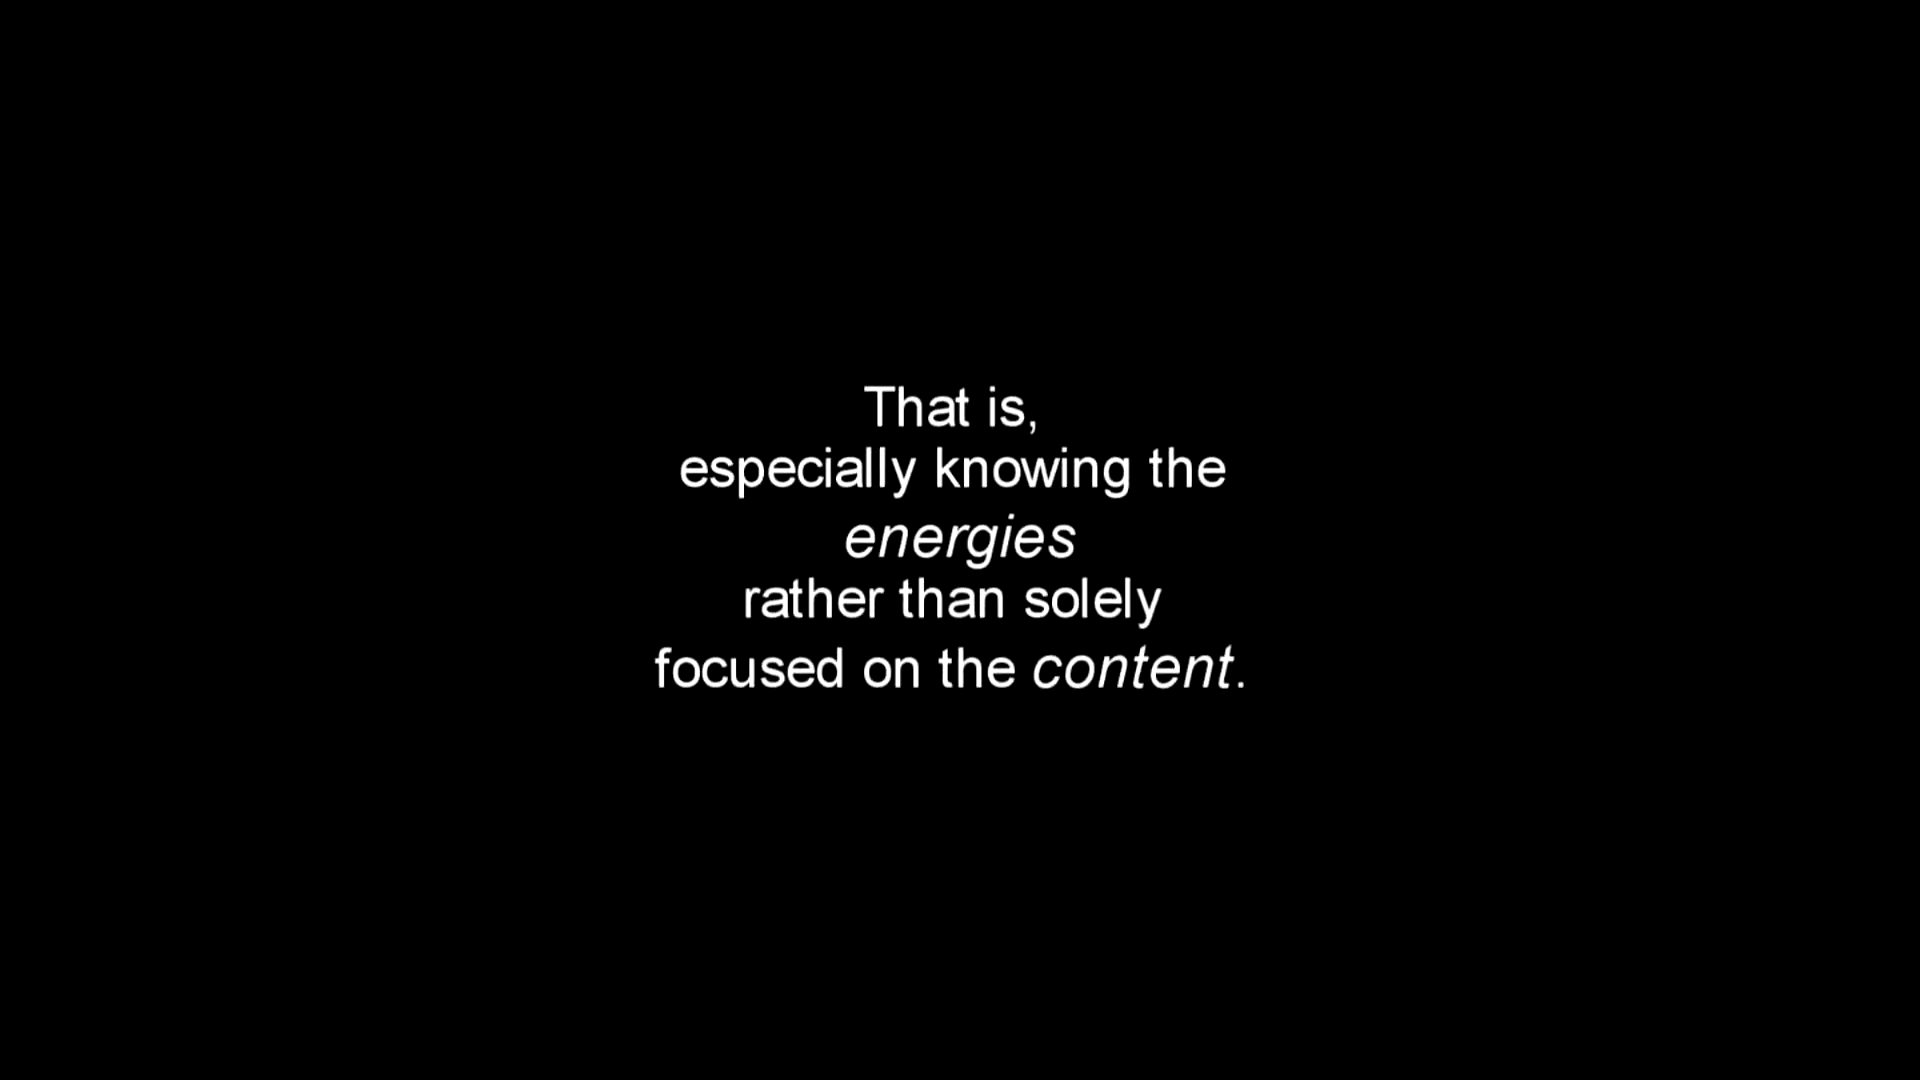 That is,
especially knowing the
energies
rather than solely
focused on the content.